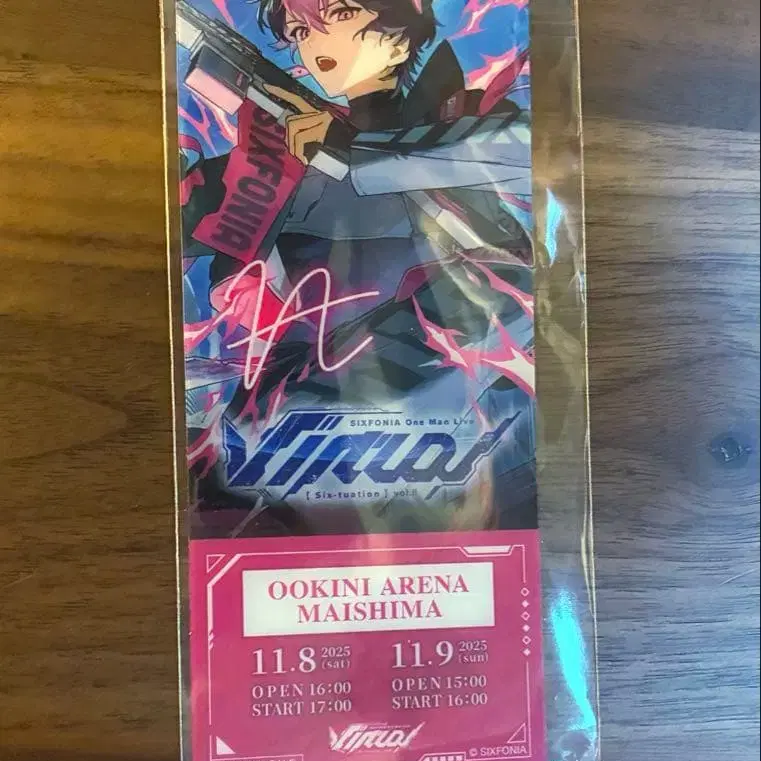 SIXFONIA
SIXFONIA One Man Live
[ Six-tuation ] vol.8
OOKINI ARENA
MAISHIMA
11.8 2025 (sat)
OPEN 16:00
START 17:00
11.9 2025 (sun)
OPEN 15:00
START 16:00
© SIXFONIA